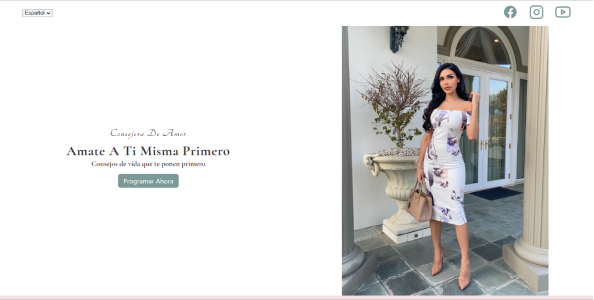 Español
Consejera De Amor
Amate A Ti Misma Primero
Consejos de vida que te ponen primero
Programar Ahora